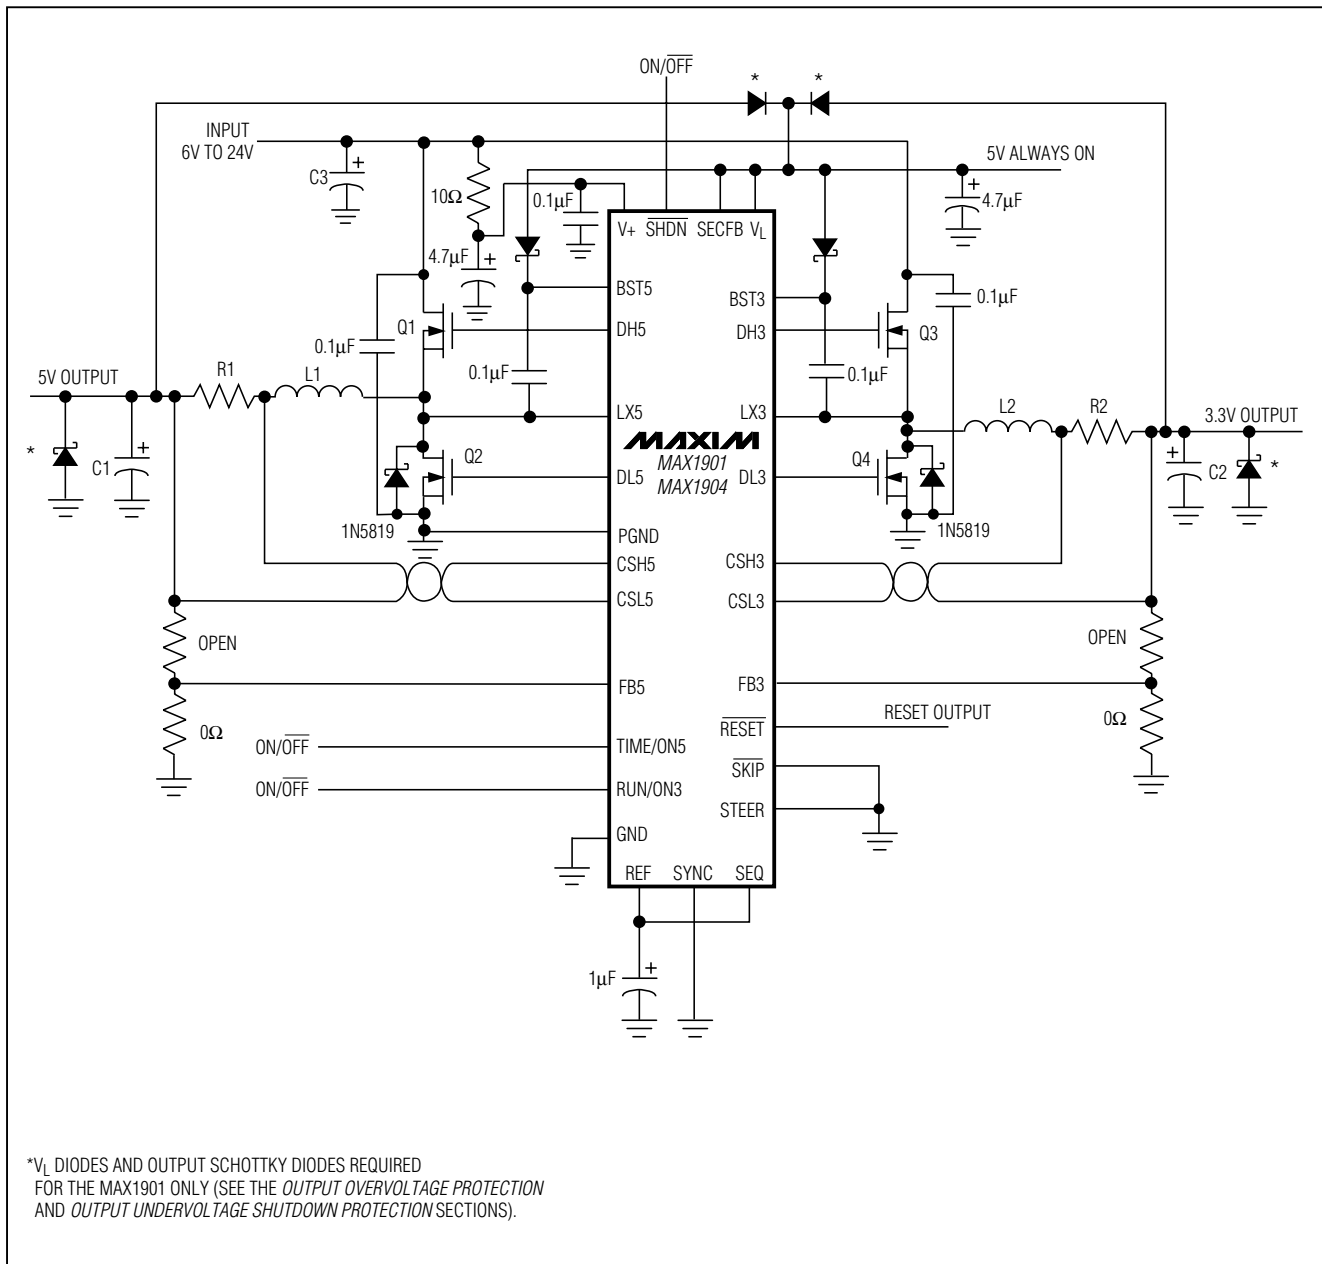 ON/OFF
*
*
INPUT
6V TO 24V
5V ALWAYS ON
C3
+
10Ω
0.1µF
+
4.7µF
V+
SHDN
SECFB
VL
4.7µF
+
BST5
BST3
0.1µF
Q1
DH5
DH3
Q3
0.1µF
0.1µF
0.1µF
5V OUTPUT
R1
L1
LX5
LX3
L2
R2
3.3V OUTPUT
MAXIM
MAX1901
MAX1904
*
C1
+
Q2
DL5
DL3
Q4
+
C2
*
1N5819
PGND
1N5819
CSH5
CSH3
CSL5
CSL3
OPEN
OPEN
FB5
FB3
0Ω
RESET
RESET OUTPUT
0Ω
ON/OFF
TIME/ON5
SKIP
ON/OFF
RUN/ON3
STEER
GND
REF
SYNC
SEQ
1µF
+
*VL DIODES AND OUTPUT SCHOTTKY DIODES REQUIRED
FOR THE MAX1901 ONLY (SEE THE OUTPUT OVERVOLTAGE PROTECTION
AND OUTPUT UNDERVOLTAGE SHUTDOWN PROTECTION SECTIONS).